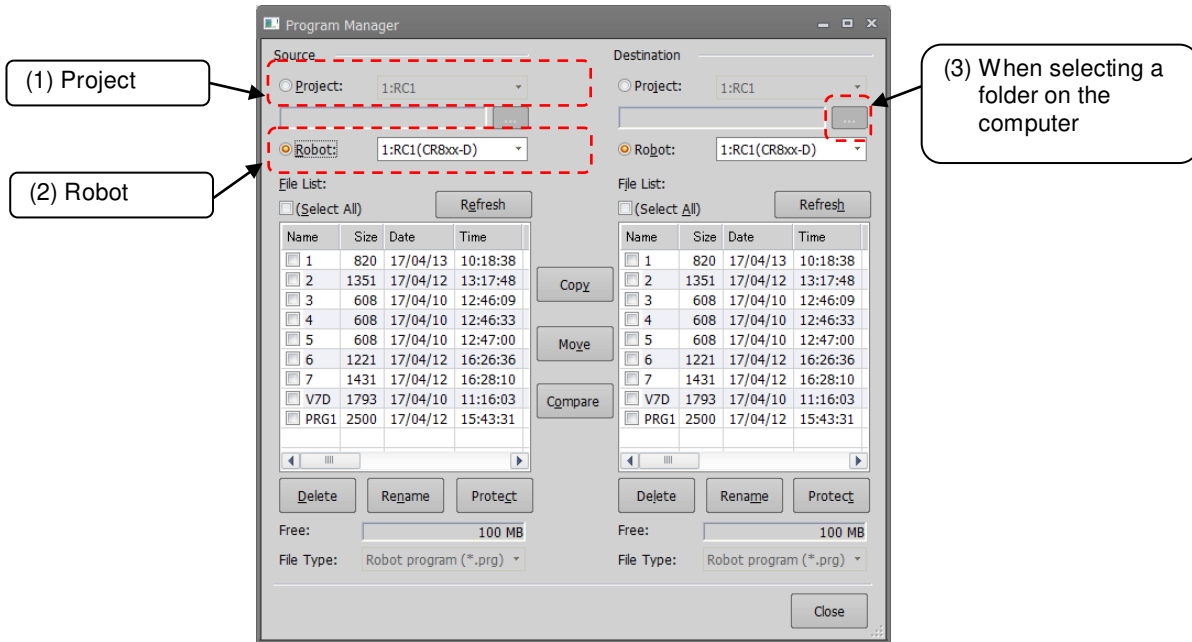 Program Manager
Source
Destination
(1) Project
Project: 1:RC1
Project: 1:RC1
(3) When selecting a
folder on the
computer
...
...
(2) Robot
Robot: 1:RC1(CR8xx-D)
Robot: 1:RC1(CR8xx-D)
File List:
File List:
(Select All)
Refresh
(Select All)
Refresh
Name Size Date Time
1 820 17/04/13 10:18:38
2 1351 17/04/12 13:17:48
3 608 17/04/10 12:46:09
4 608 17/04/10 12:46:33
5 608 17/04/10 12:47:00
6 1221 17/04/12 16:26:36
7 1431 17/04/12 16:28:10
V7D 1793 17/04/10 11:16:03
PRG1 2500 17/04/12 15:43:31
Copy
Move
Compare
Name Size Date Time
1 820 17/04/13 10:18:38
2 1351 17/04/12 13:17:48
3 608 17/04/10 12:46:09
4 608 17/04/10 12:46:33
5 608 17/04/10 12:47:00
6 1221 17/04/12 16:26:36
7 1431 17/04/12 16:28:10
V7D 1793 17/04/10 11:16:03
PRG1 2500 17/04/12 15:43:31
Delete Rename Protect
Delete Rename Protect
Free: 100 MB
Free: 100 MB
File Type: Robot program (*.prg)
File Type: Robot program (*.prg)
Close